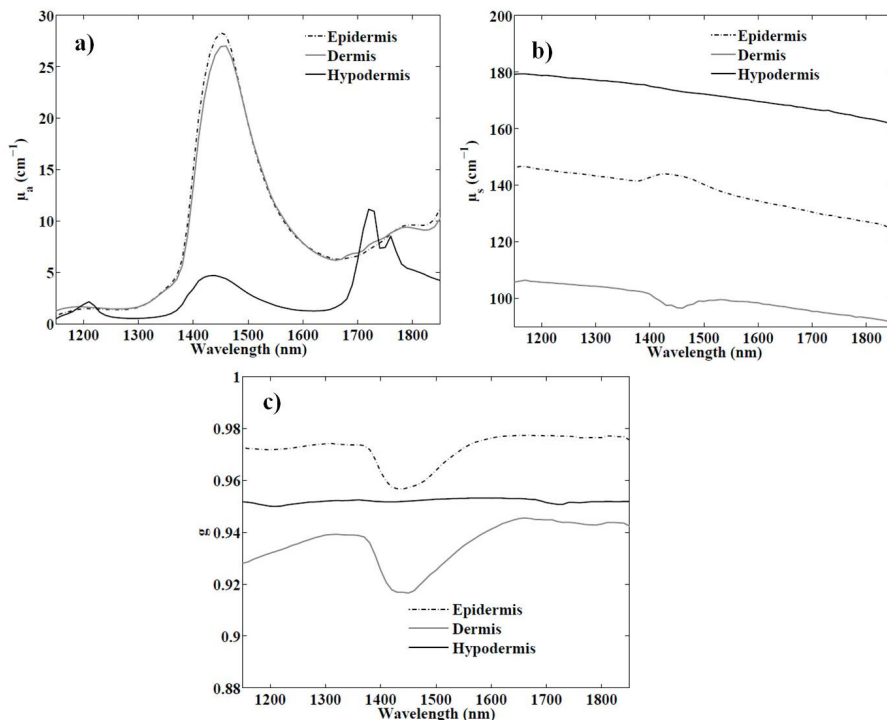 a)
Epidermis
Dermis
Hypodermis
30
25
20
15
10
5
0
μa (cm−1)
1200 1300 1400 1500 1600 1700 1800
Wavelength (nm)
b)
Epidermis
Dermis
Hypodermis
200
180
160
140
120
100
μs (cm−1)
1200 1300 1400 1500 1600 1700 1800
Wavelength (nm)
c)
1
0.98
0.96
0.94
0.92
0.9
0.88
g
Epidermis
Dermis
Hypodermis
1200 1300 1400 1500 1600 1700 1800
Wavelength (nm)